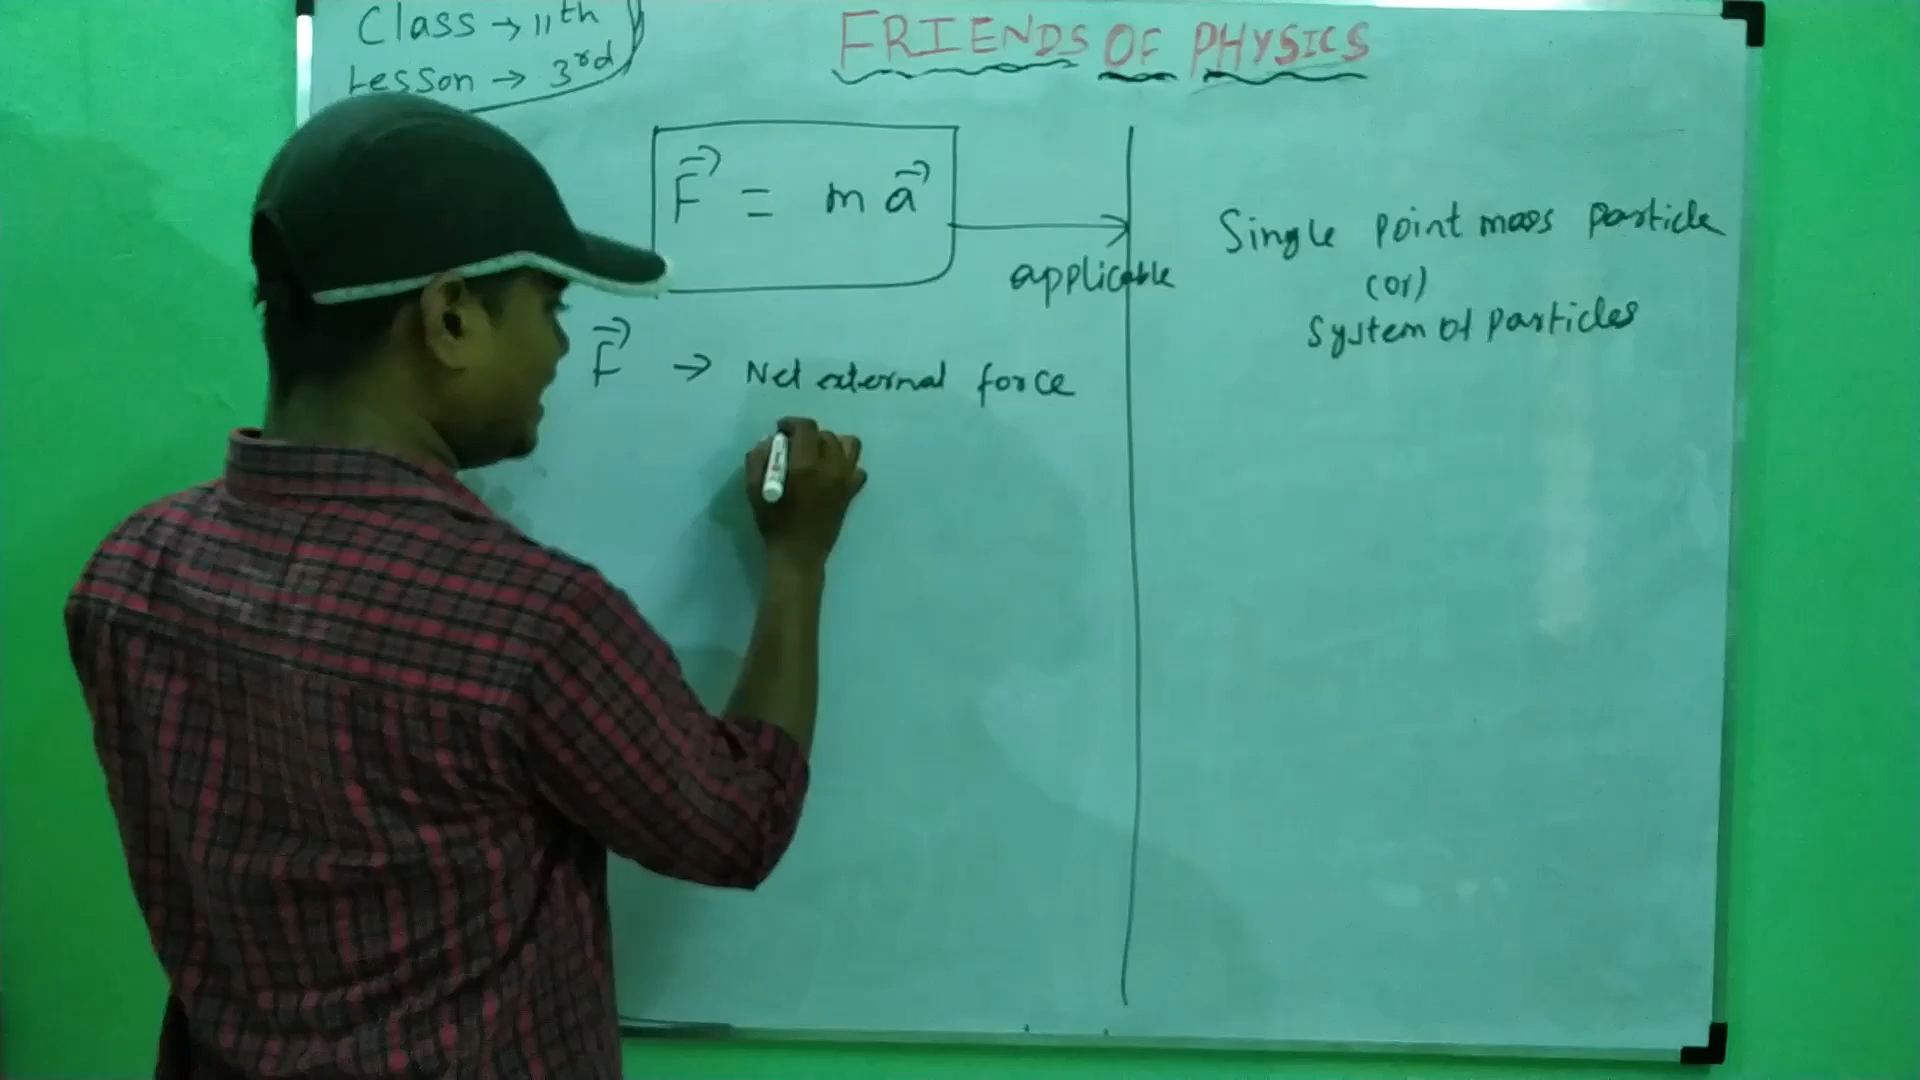 Class → 11th
Lesson → 3rd
FRIENDS OF PHYSICS
F⃗ = m a⃗
applicable
Single point mass particle
(or)
System of particles
F⃗ → Net external force